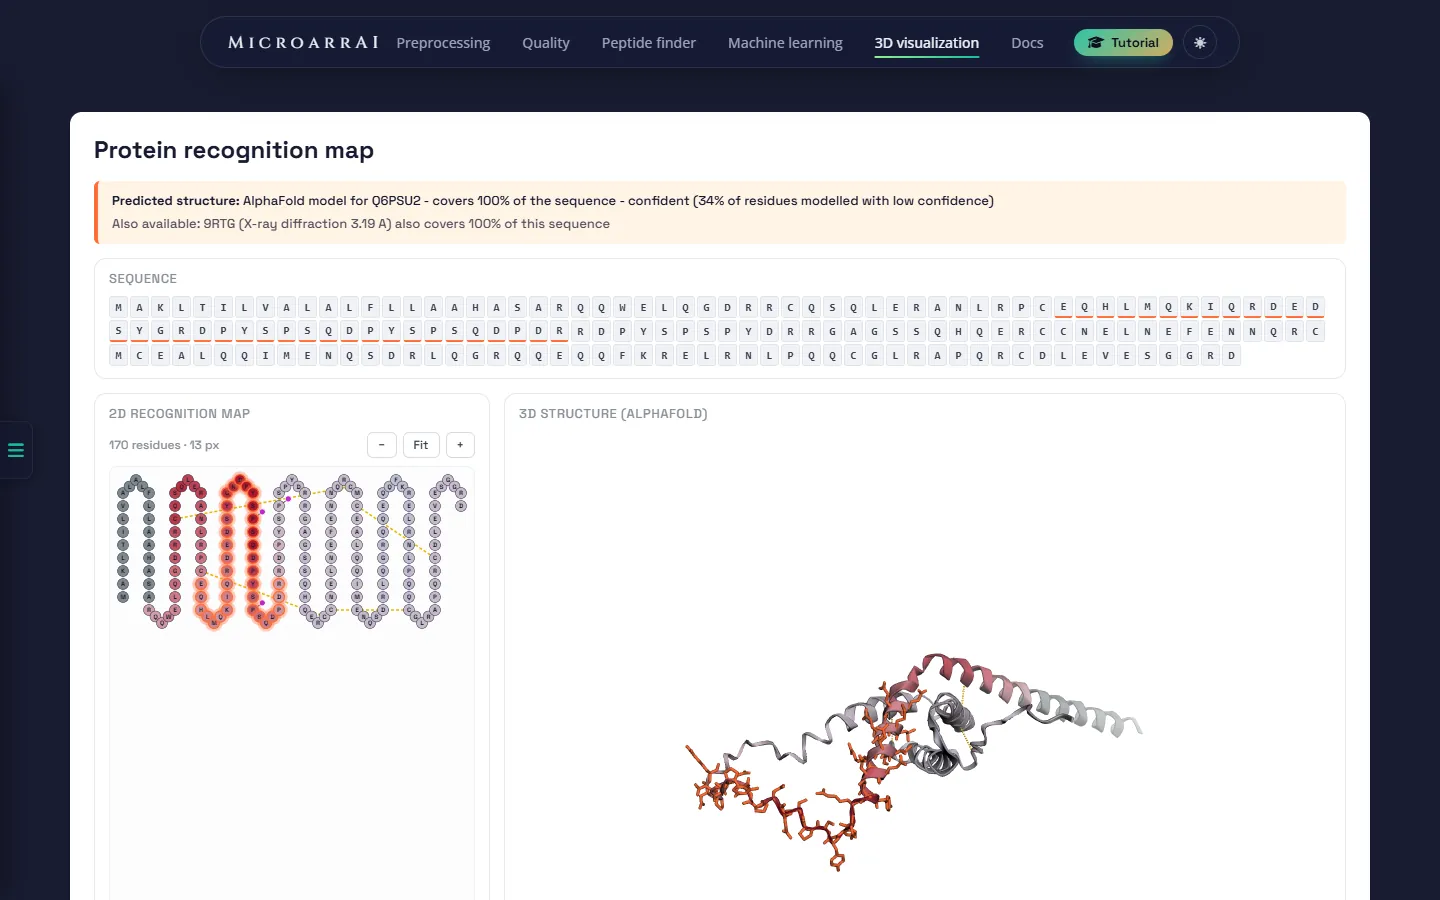 MICROARRAI Preprocessing Quality Peptide finder Machine learning 3D visualization Docs Tutorial
Protein recognition map
Predicted structure: AlphaFold model for Q6PSU2 - covers 100% of the sequence - confident (34% of residues modelled with low confidence)
Also available: 9RTG (X-ray diffraction 3.19 A) also covers 100% of this sequence
SEQUENCE
M A K L T I L V A L A L F L L A A H A S A R Q Q W E L Q G D R R C Q S Q L E R A N L R P C E Q H L M Q K I Q R D E D
S Y G R D P Y S P S Q D P Y S P S Q D P D R R D P Y S P S P Y D R R G A G S S Q H Q E R C C N E L N E F E N N Q R C
M C E A L Q Q I M E N Q S D R L Q G R Q Q E Q Q F K R E L R N L P Q Q C G L R A P Q R C D L E V E S G G R D
2D RECOGNITION MAP
170 residues · 13 px
− Fit +
3D STRUCTURE (ALPHAFOLD)